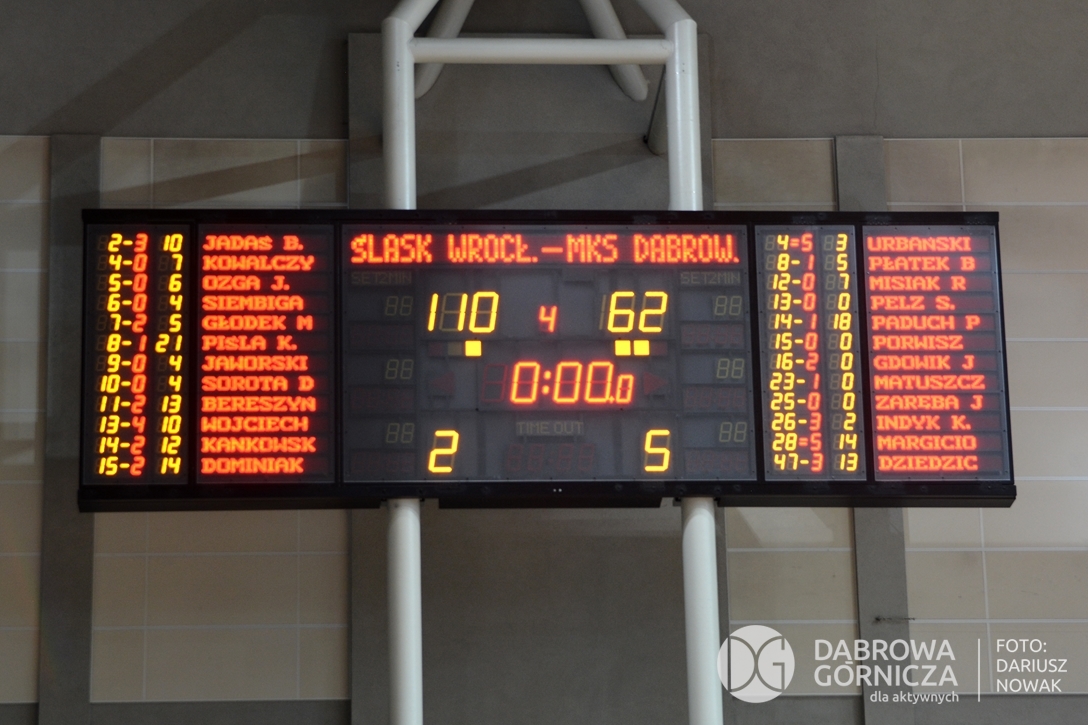 ŚLASK WROCŁ.-MKS DĄBROW.
2-3 10 JADAŚ B.
4-0 7 KOWALCZY
5-0 6 OZGA J.
6-0 4 SIEMBIGA
7-2 5 GŁODEK M
8-1 21 PIŚLA K.
9-0 4 JAWORSKI
10-0 4 SOROTA D
11-2 13 BERESZYŃ
13-4 10 WOJCIECH
14-2 12 KANKOWSK
15-2 14 DOMINIAK
SET2MIN SET2MIN
110 4 62
0:00.0
TIME OUT
2 5
4=5 3 URBAŃSKI
8-1 5 PŁATEK B
12-0 7 MISIAK R
13-0 0 PELZ S.
14-1 18 PADUCH P
15-0 0 PORWISZ
16-2 0 GDOWIK J
23-1 0 MATUSZCZ
25-0 0 ZARĘBA J
26-3 2 INDYK K.
28=5 14 MARGICIO
47-3 13 DZIEDZIC
DG DĄBROWA GÓRNICZA
dla aktywnych
FOTO:
DARIUSZ
NOWAK